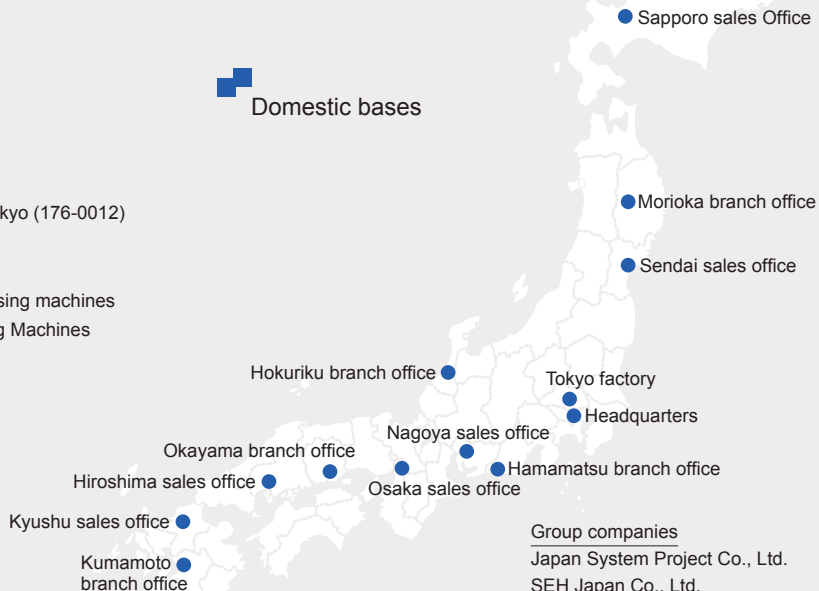 Sapporo sales Office
Domestic bases
Morioka branch office
(176-0012)
Sendai sales office
machines
Machines
Hokuriku branch office
Tokyo factory
Headquarters
Nagoya sales office
Okayama branch office
Hamamatsu branch office
Hiroshima sales office
Osaka sales office
Kyushu sales office
Group companies
Japan System Project Co., Ltd.
Kumamoto
branch office
SEH Japan Co., Ltd.